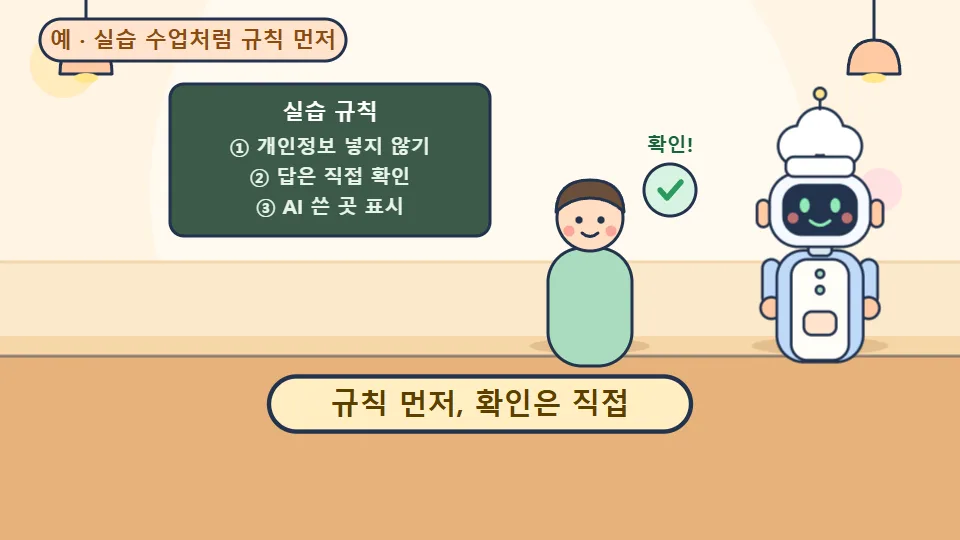 예 · 실습 수업처럼 규칙 먼저
실습 규칙
① 개인정보 넣지 않기
② 답은 직접 확인
③ AI 쓴 곳 표시
확인!
규칙 먼저, 확인은 직접